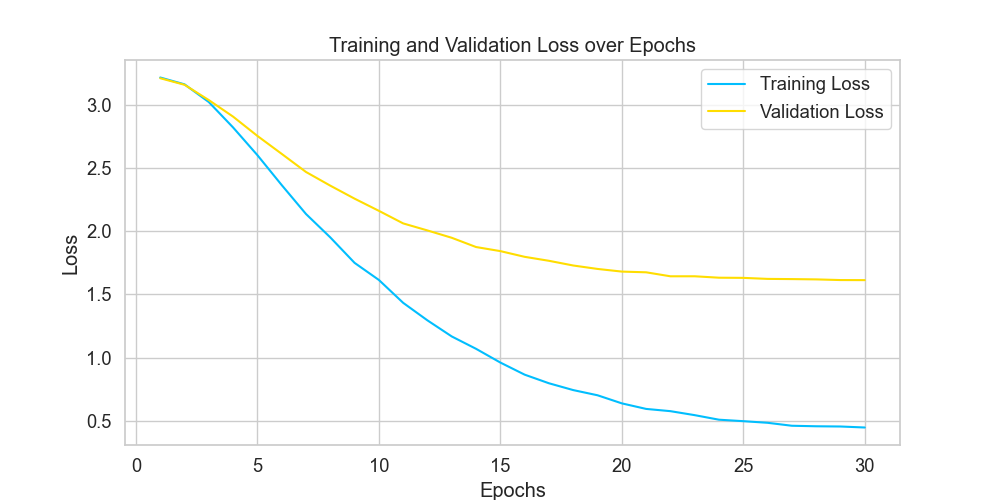 Training and Validation Loss over Epochs
Training Loss
Validation Loss
Loss
3.0
2.5
2.0
1.5
1.0
0.5
0 5 10 15 20 25 30
Epochs